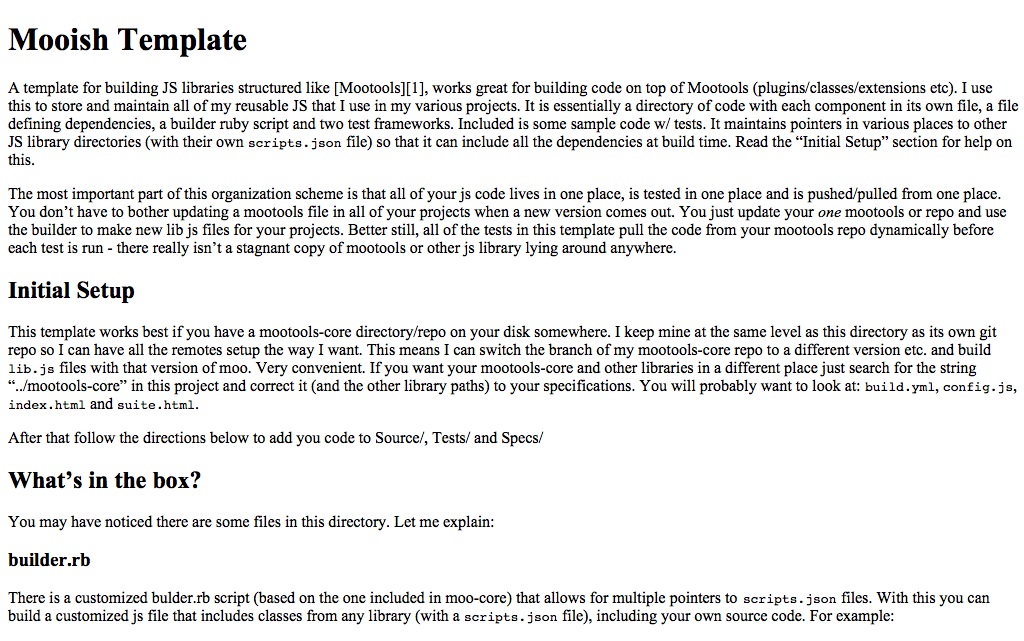 Mooish Template
A template for building JS libraries structured like [Mootools][1], works great for building code on top of Mootools (plugins/classes/extensions etc). I use
this to store and maintain all of my reusable JS that I use in my various projects. It is essentially a directory of code with each component in its own file, a file
defining dependencies, a builder ruby script and two test frameworks. Included is some sample code w/ tests. It maintains pointers in various places to other
JS library directories (with their own scripts.json file) so that it can include all the dependencies at build time. Read the “Initial Setup” section for help on
this.
The most important part of this organization scheme is that all of your js code lives in one place, is tested in one place and is pushed/pulled from one place.
You don’t have to bother updating a mootools file in all of your projects when a new version comes out. You just update your one mootools or repo and use
the builder to make new lib js files for your projects. Better still, all of the tests in this template pull the code from your mootools repo dynamically before
each test is run - there really isn’t a stagnant copy of mootools or other js library lying around anywhere.
Initial Setup
This template works best if you have a mootools-core directory/repo on your disk somewhere. I keep mine at the same level as this directory as its own git
repo so I can have all the remotes setup the way I want. This means I can switch the branch of my mootools-core repo to a different version etc. and build
lib.js files with that version of moo. Very convenient. If you want your mootools-core and other libraries in a different place just search for the string
“../mootools-core” in this project and correct it (and the other library paths) to your specifications. You will probably want to look at: build.yml, config.js,
index.html and suite.html.
After that follow the directions below to add you code to Source/, Tests/ and Specs/
What’s in the box?
You may have noticed there are some files in this directory. Let me explain:
builder.rb
There is a customized bulder.rb script (based on the one included in moo-core) that allows for multiple pointers to scripts.json files. With this you can
build a customized js file that includes classes from any library (with a scripts.json file), including your own source code. For example: